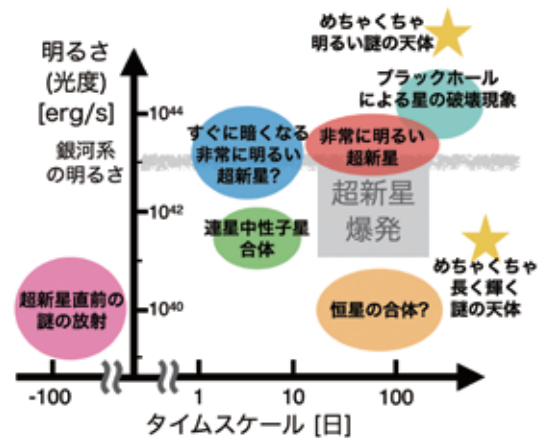 めちゃくちゃ
明るい謎の天体
明るさ
(光度)
[erg/s]
ブラックホール
による星の破壊現象
10⁴⁴
すぐに暗くなる
非常に明るい
超新星?
非常に明るい
超新星
銀河系
の明るさ
超新星
爆発
10⁴²
連星中性子星
合体
めちゃくちゃ
長く輝く
謎の天体
超新星直前の
謎の放射
10⁴⁰
恒星の合体?
-100
1
10
100
タイムスケール [日]